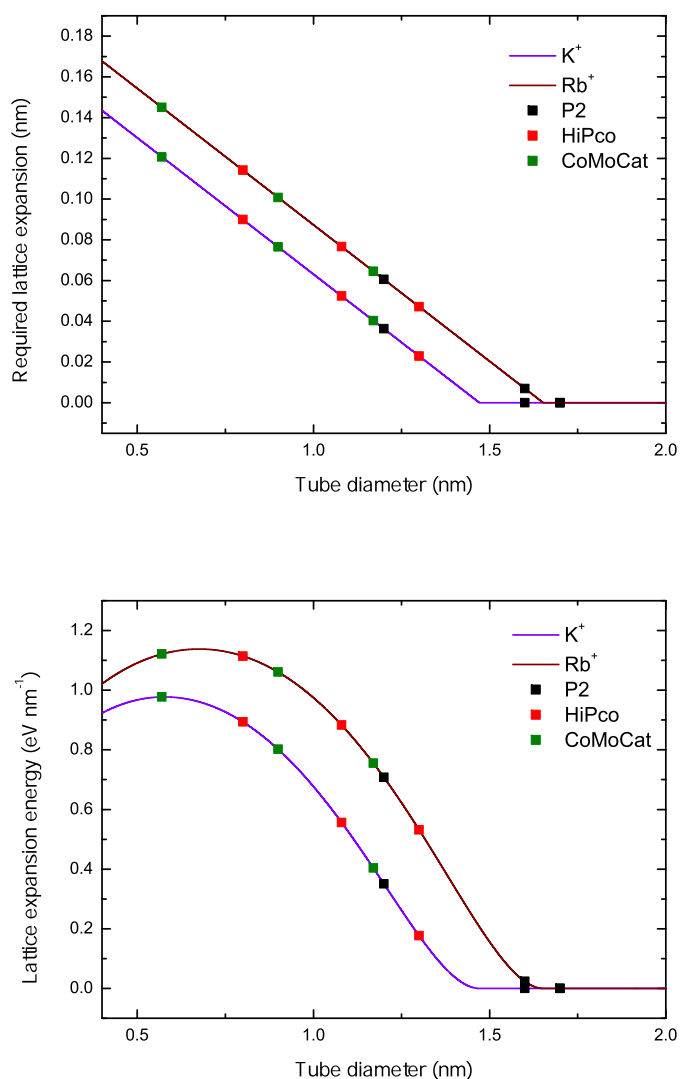 Required lattice expansion (nm)
0.18
0.16
0.14
0.12
0.10
0.08
0.06
0.04
0.02
0.00
K+
Rb+
P2
HiPco
CoMoCat
0.5 1.0 1.5 2.0
Tube diameter (nm)
Lattice expansion energy (eV nm-1)
1.2
1.0
0.8
0.6
0.4
0.2
0.0
K+
Rb+
P2
HiPco
CoMoCat
0.5 1.0 1.5 2.0
Tube diameter (nm)